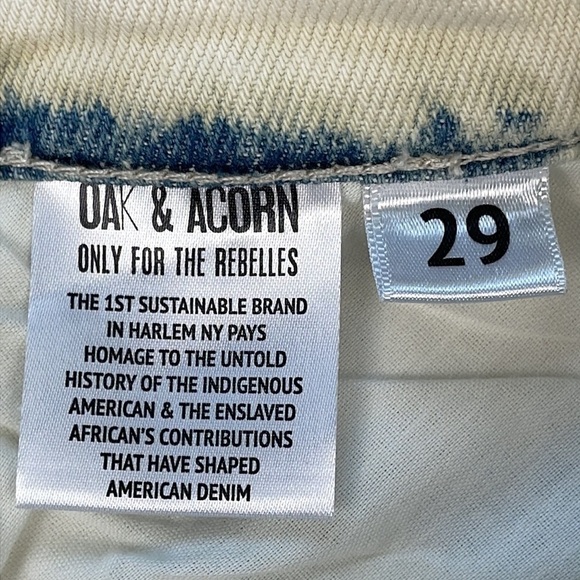 OAK & ACORN
ONLY FOR THE REBELLES
THE 1ST SUSTAINABLE BRAND
IN HARLEM NY PAYS
HOMAGE TO THE UNTOLD
HISTORY OF THE INDIGENOUS
AMERICAN & THE ENSLAVED
AFRICAN'S CONTRIBUTIONS
THAT HAVE SHAPED
AMERICAN DENIM
29